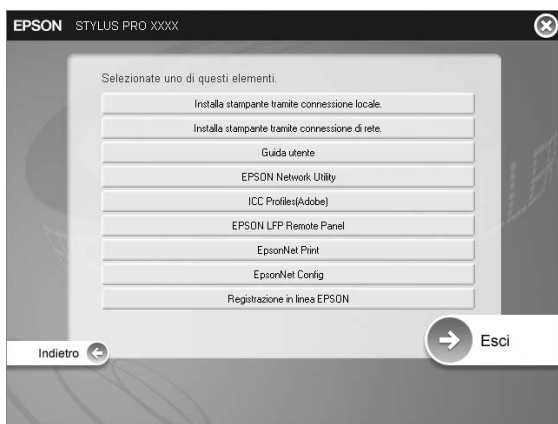 EPSON STYLUS PRO XXXX
Selezionate uno di questi elementi.
Installa stampante tramite connessione locale.
Installa stampante tramite connessione di rete.
Guida utente
EPSON Network Utility
ICC Profiles(Adobe)
EPSON LFP Remote Panel
EpsonNet Print
EpsonNet Config
Registrazione in linea EPSON
Indietro
Esci